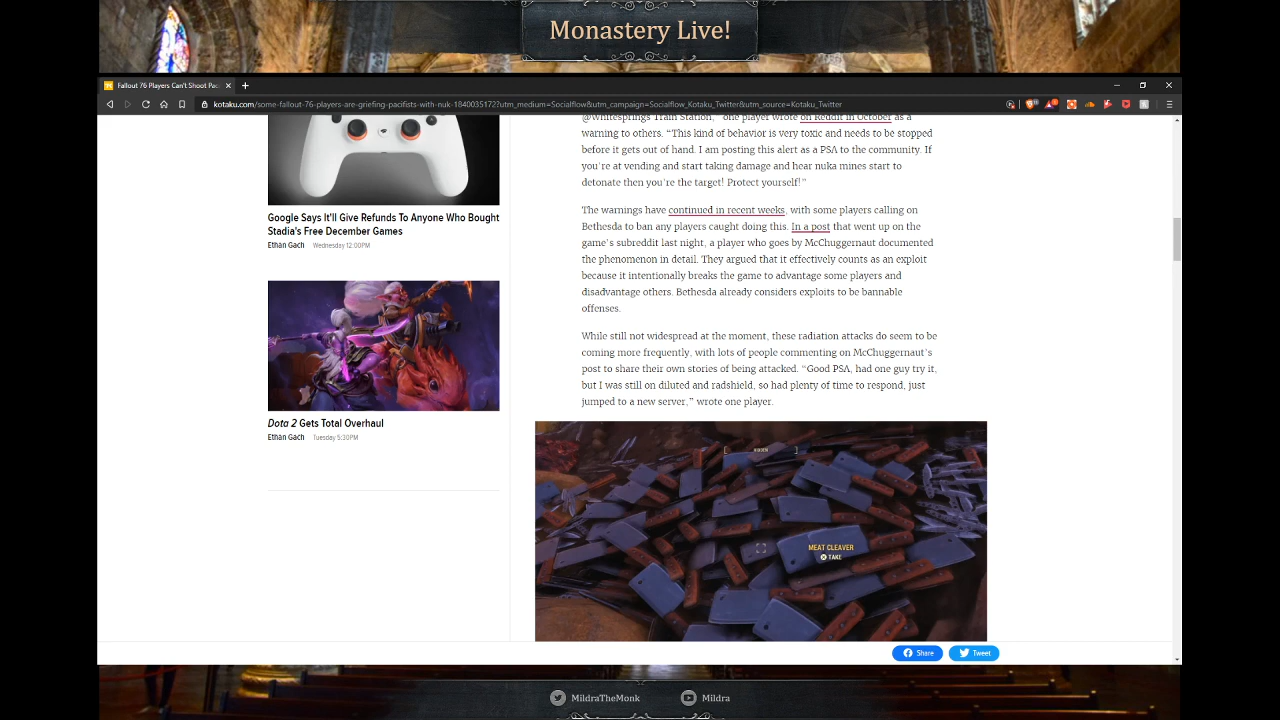 Monastery Live!
Fallout 76 Players Can't Shoot Pac
kotaku.com/some-fallout-76-players-are-griefing-pacifists-with-nuk-1840035172?utm_medium=Socialflow&utm_campaign=Socialflow_Kotaku_Twitter&utm_source=Kotaku_Twitter
Google Says It'll Give Refunds To Anyone Who Bought
Stadia's Free December Games
Ethan Gach Wednesday 12:00PM
Dota 2 Gets Total Overhaul
Ethan Gach Tuesday 5:30PM
@Whitesprings Train Station," one player wrote on Reddit in October as a
warning to others. “This kind of behavior is very toxic and needs to be stopped
before it gets out of hand. I am posting this alert as a PSA to the community. If
you're at vending and start taking damage and hear nuka mines start to
detonate then you're the target! Protect yourself!”
The warnings have continued in recent weeks, with some players calling on
Bethesda to ban any players caught doing this. In a post that went up on the
game's subreddit last night, a player who goes by McChuggernaut documented
the phenomenon in detail. They argued that it effectively counts as an exploit
because it intentionally breaks the game to advantage some players and
disadvantage others. Bethesda already considers exploits to be bannable
offenses.
While still not widespread at the moment, these radiation attacks do seem to be
coming more frequently, with lots of people commenting on McChuggernaut's
post to share their own stories of being attacked. “Good PSA, had one guy try it,
but I was still on diluted and radshield, so had plenty of time to respond, just
jumped to a new server,” wrote one player.
MEAT CLEAVER
TAKE
Share
Tweet
MildraTheMonk
Mildra